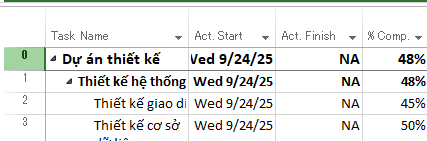 Task Name Act. Start Act. Finish % Comp.
0 Dự án thiết kế Wed 9/24/25 NA 48%
1 Thiết kế hệ thống Wed 9/24/25 NA 48%
2 Thiết kế giao di Wed 9/24/25 NA 45%
3 Thiết kế cơ sở Wed 9/24/25 NA 50%